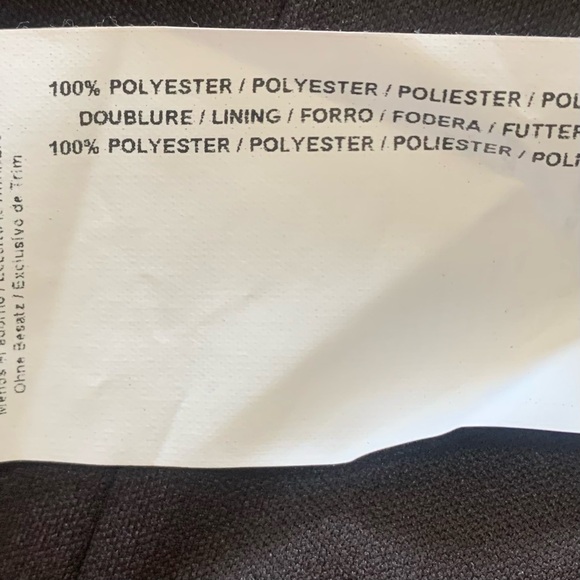 100% POLYESTER / POLYESTER / POLIESTER / POL
DOUBLURE / LINING / FORRO / FODERA / FUTTER
100% POLYESTER / POLYESTER / POLIESTER / POLI
Ohne Besatz / Exclusivo de Trim